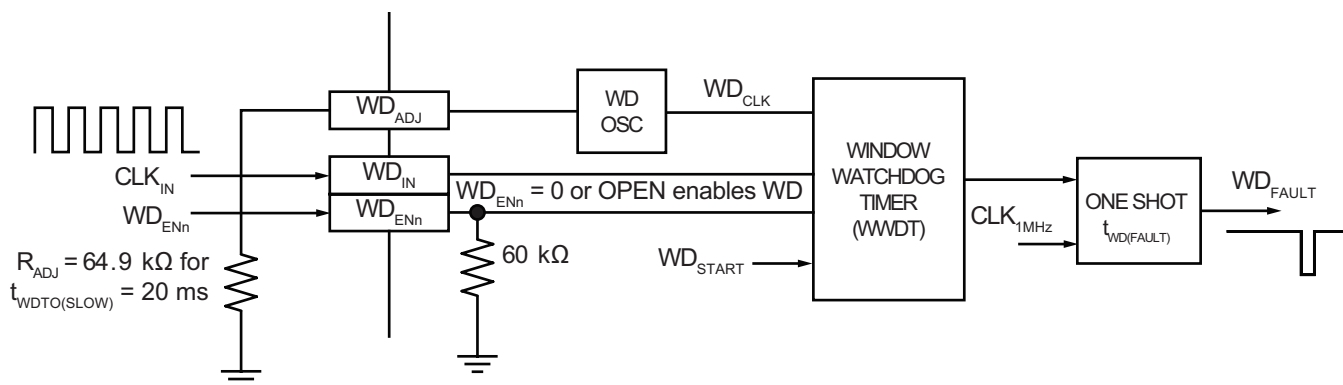 WD_ADJ
WD
OSC
WD_CLK
CLK_IN
WD_IN
WD_ENn = 0 or OPEN enables WD
WD_ENn
WD_ENn
WINDOW
WATCHDOG
TIMER
(WWDT)
ONE SHOT
t_WD(FAULT)
WD_FAULT
CLK_1MHz
R_ADJ = 64.9 kΩ for
t_WDTO(SLOW) = 20 ms
60 kΩ
WD_START